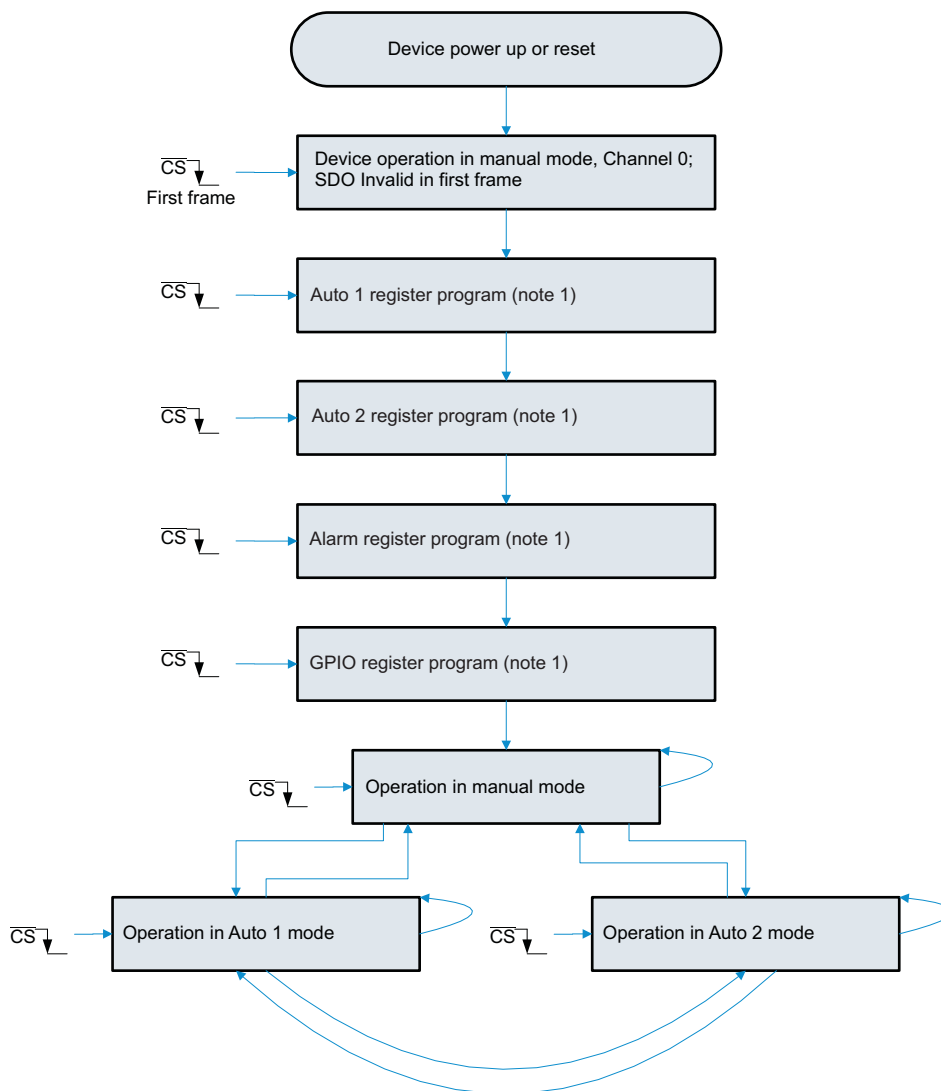 Device power up or reset
CS
First frame
Device operation in manual mode, Channel 0;
SDO Invalid in first frame
CS
Auto 1 register program (note 1)
CS
Auto 2 register program (note 1)
CS
Alarm register program (note 1)
CS
GPIO register program (note 1)
CS
Operation in manual mode
CS
Operation in Auto 1 mode
CS
Operation in Auto 2 mode